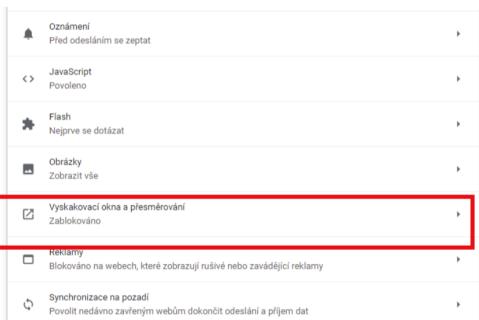 Oznámení
Před odesláním se zeptat
JavaScript
Povoleno
Flash
Nejprve se dotázat
Obrázky
Zobrazit vše
Vyskakovací okna a přesměrování
Zablokováno
Reklamy
Blokováno na webech, které zobrazují rušivé nebo zavádějící reklamy
Synchronizace na pozadí
Povolit nedávno zavřeným webům dokončit odeslání a příjem dat